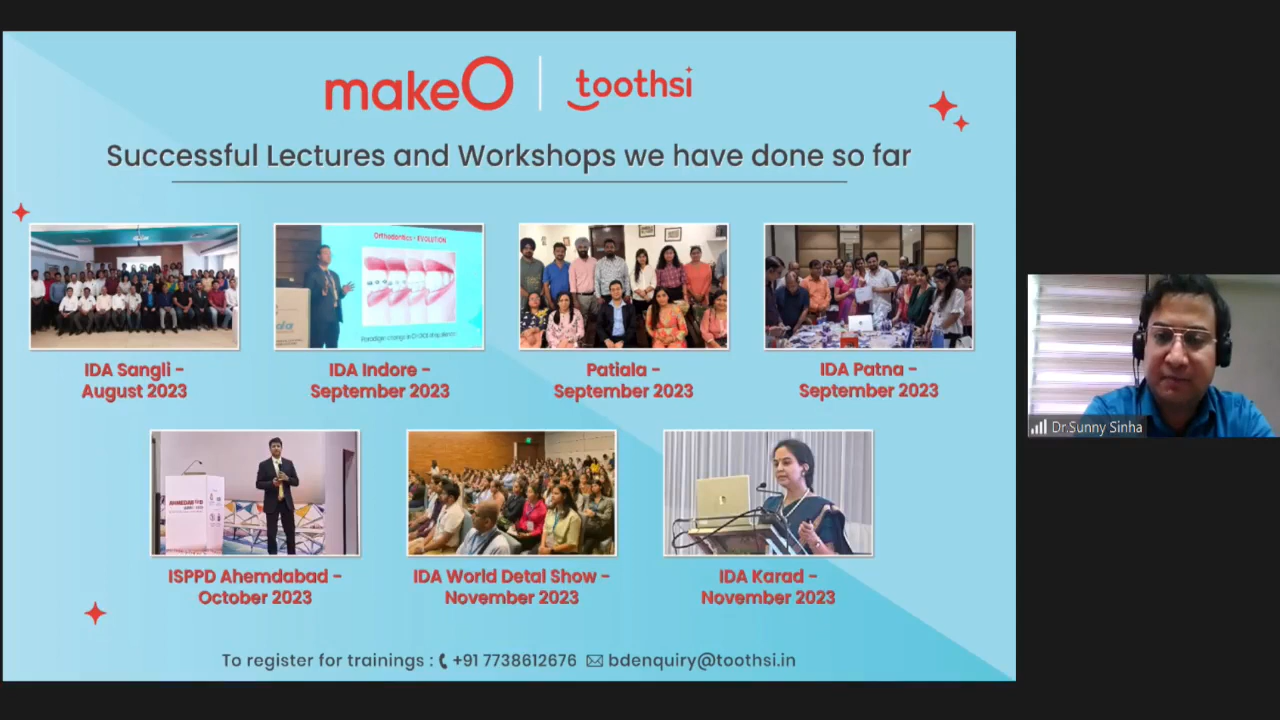 makeO | toothsi
Successful Lectures and Workshops we have done so far
Orthodontics - EVOLUTION
IDA Sangli -
August 2023
IDA Indore -
September 2023
Patiala -
September 2023
IDA Patna -
September 2023
ISPPD Ahemdabad -
October 2023
IDA World Detal Show -
November 2023
IDA Karad -
November 2023
To register for trainings : +91 7738612676 bdenquiry@toothsi.in
Dr.Sunny Sinha